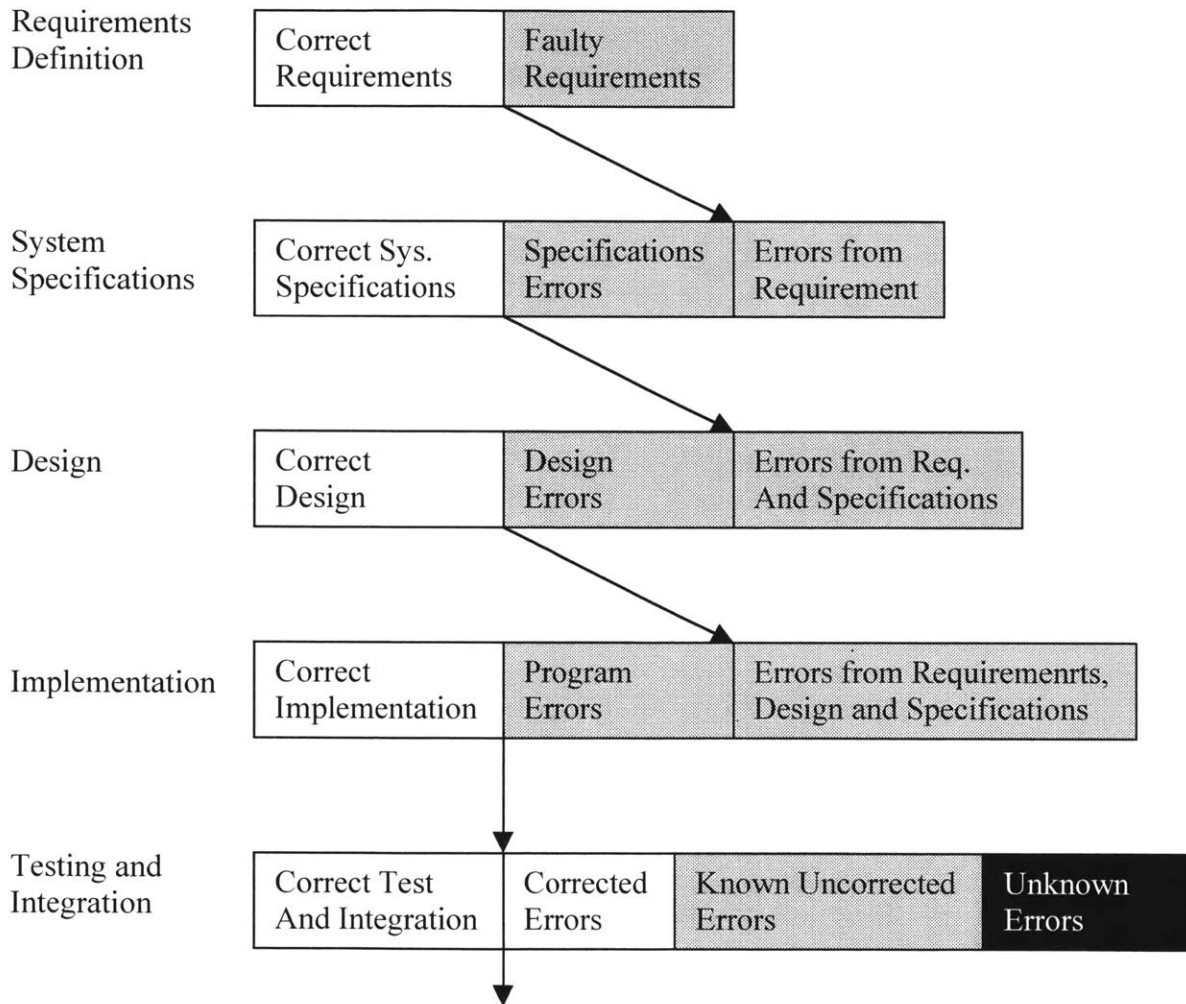 Requirements
Definition
Correct
Requirements
Faulty
Requirements
System
Specifications
Correct Sys.
Specifications
Specifications
Errors
Errors from
Requirement
Design
Correct
Design
Design
Errors
Errors from Req.
And Specifications
Implementation
Correct
Implementation
Program
Errors
Errors from Requiremenrts,
Design and Specifications
Testing and
Integration
Correct Test
And Integration
Corrected
Errors
Known Uncorrected
Errors
Unknown
Errors